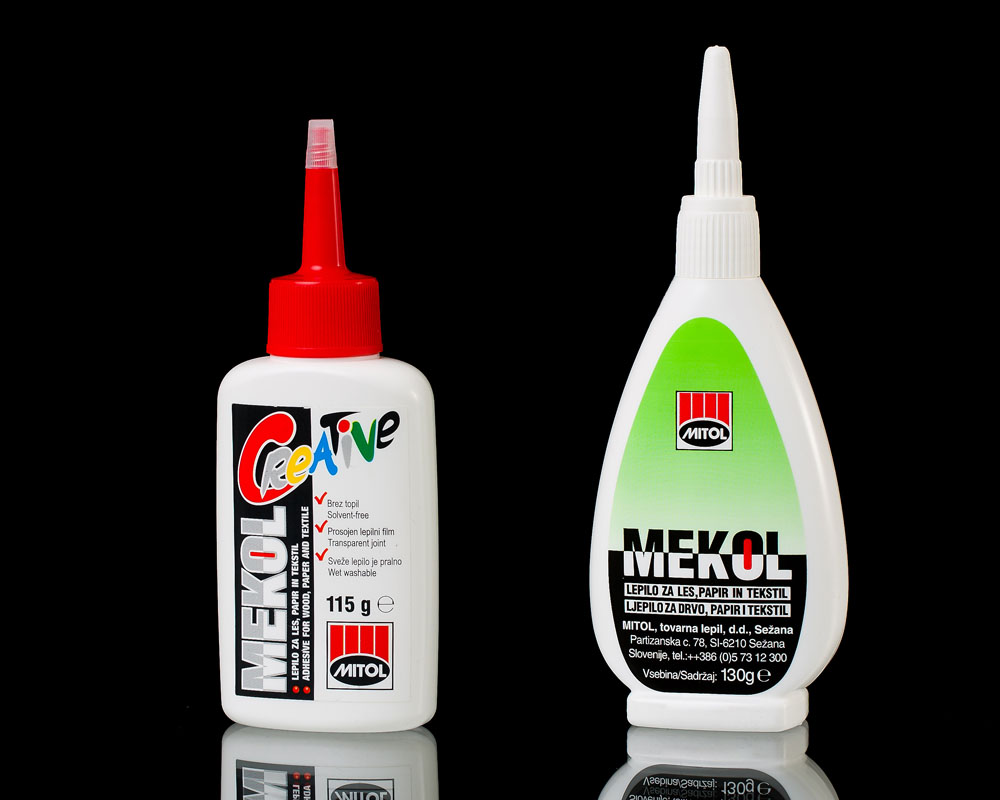 CReATiVe
MEKOL
LEPILO ZA LES, PAPIR IN TEKSTIL
ADHESIVE FOR WOOD, PAPER AND TEXTILE
Brez topil
Solvent-free
Prosojen lepilni film
Transparent joint
Sveže lepilo je pralno
Wet washable
115 g ℮
MITOL
MITOL
MEKOL
LEPILO ZA LES, PAPIR IN TEKSTIL
LJEPILO ZA DRVO, PAPIR I TEKSTIL
MITOL, tovarna lepil, d.d., Sežana
Partizanska c. 78, SI-6210 Sežana
Slovenije, tel.:++386 (0)5 73 12 300
Vsebina/Sadržaj: 130g ℮